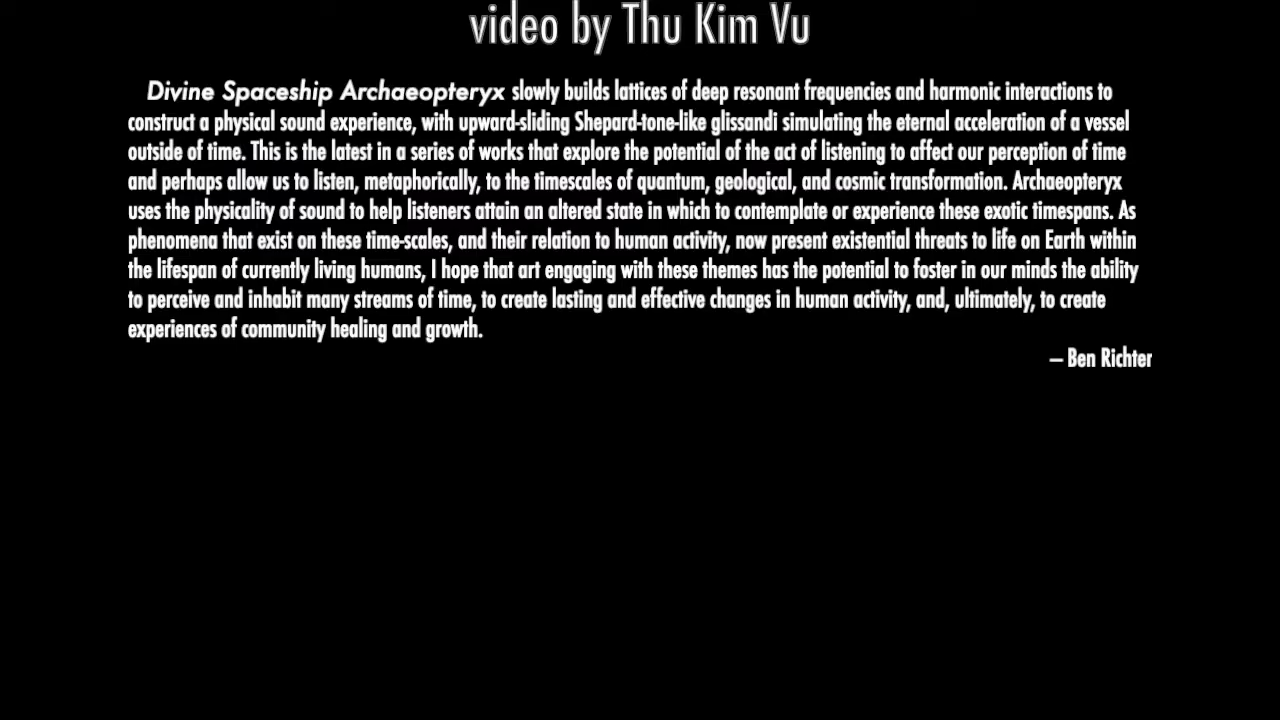 video by Thu Kim Vu
Divine Spaceship Archaeopteryx slowly builds lattices of deep resonant frequencies and harmonic interactions to
construct a physical sound experience, with upward-sliding Shepard-tone-like glissandi simulating the eternal acceleration of a vessel
outside of time. This is the latest in a series of works that explore the potential of the act of listening to affect our perception of time
and perhaps allow us to listen, metaphorically, to the timescales of quantum, geological, and cosmic transformation. Archaeopteryx
uses the physicality of sound to help listeners attain an altered state in which to contemplate or experience these exotic timespans. As
phenomena that exist on these time-scales, and their relation to human activity, now present existential threats to life on Earth within
the lifespan of currently living humans, I hope that art engaging with these themes has the potential to foster in our minds the ability
to perceive and inhabit many streams of time, to create lasting and effective changes in human activity, and, ultimately, to create
experiences of community healing and growth.
– Ben Richter